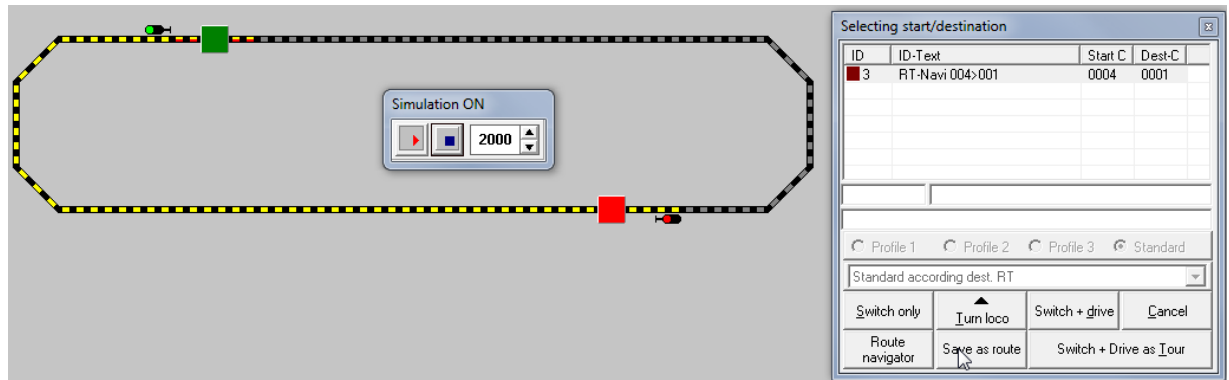 Selecting start/destination
ID ID-Text Start C Dest-C
3 RT-Navi 004>001 0004 0001
Simulation ON
2000
Profile 1 Profile 2 Profile 3 Standard
Standard according dest. RT
Switch only Turn loco Switch + drive Cancel
Route navigator Save as route Switch + Drive as Tour